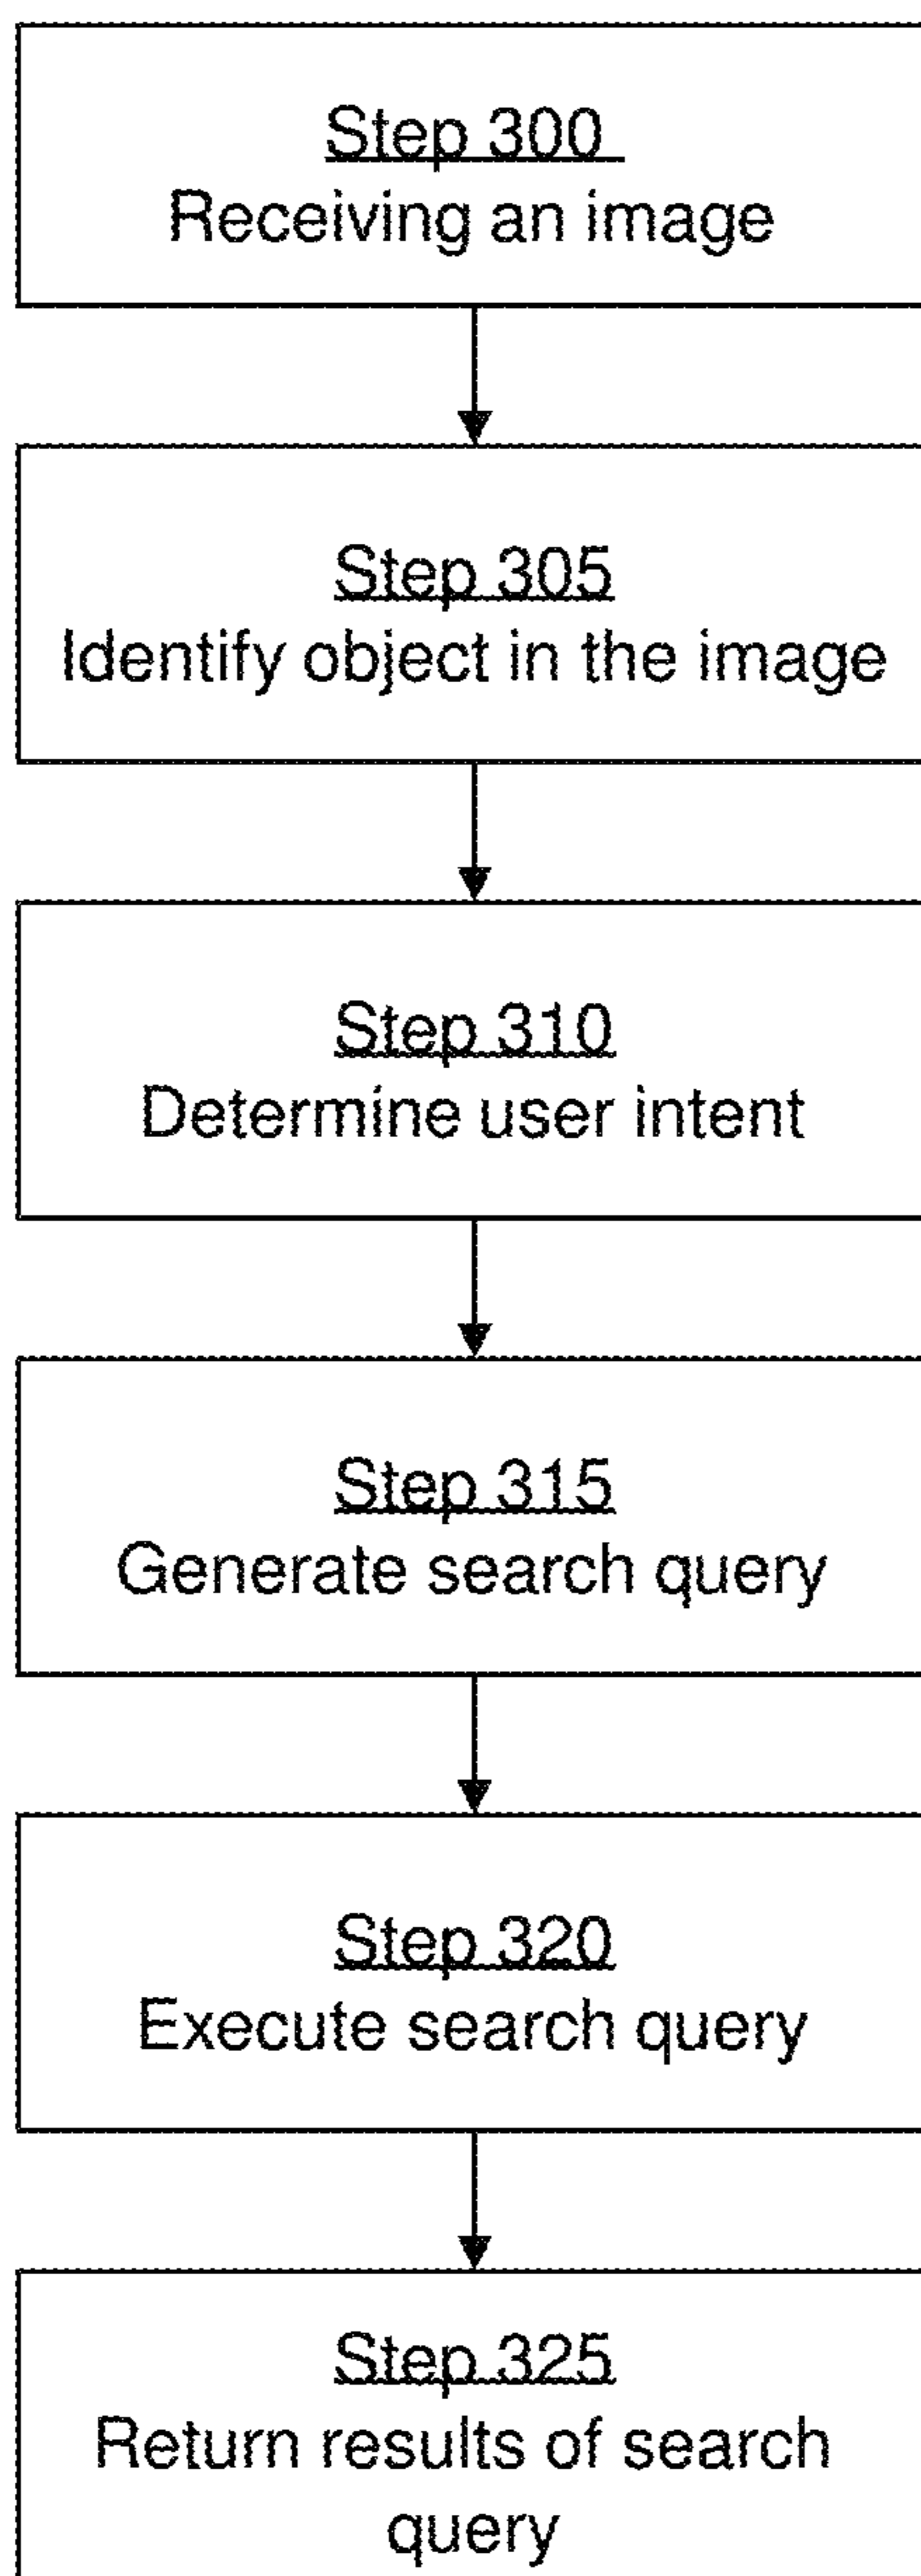 Step 300
Receiving an image
Step 305
Identify object in the image
Step 310
Determine user intent
Step 315
Generate search query
Step 320
Execute search query
Step 325
Return results of search
query